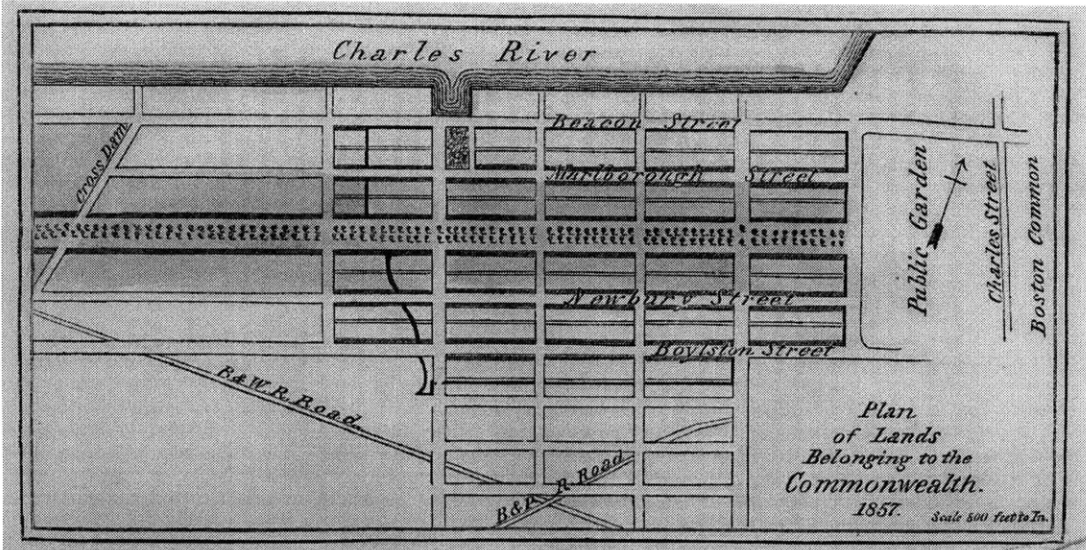 Charles River
Cross Dam
Beacon Street
Marlborough Street
Newbury Street
Boylston Street
Public Garden
Charles Street
Boston Common
B&W.R.Road.
B&P.R.Road
Plan
of Lands
Belonging to the
Commonwealth.
1857.
Scale 500 feet to In.